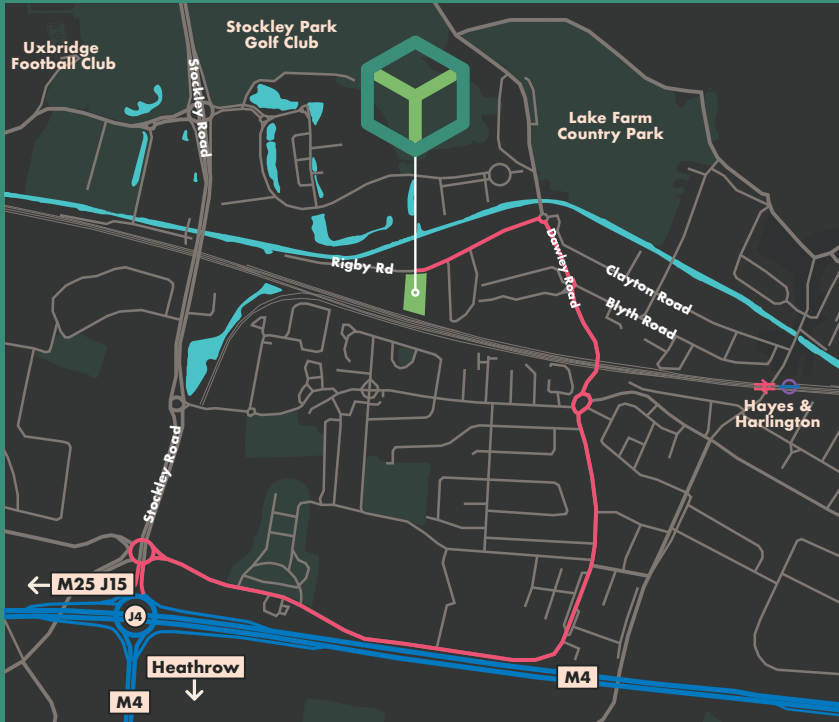 Stockley Park
Golf Club
Uxbridge
Football Club
Stockley Road
Lake Farm
Country Park
Rigby Rd
Dawley Road
Clayton Road
Blyth Road
Hayes &
Harlington
Stockley Road
M25 J15
J4
Heathrow
M4
M4